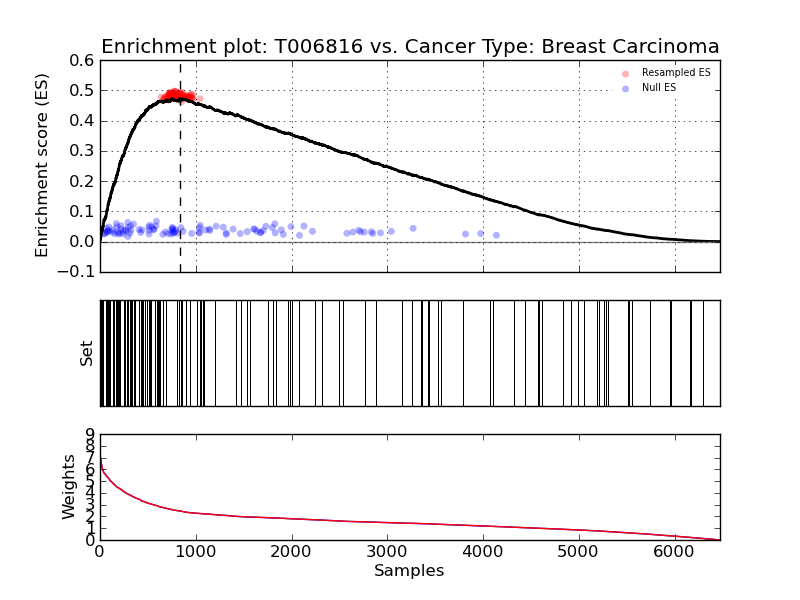 Enrichment plot: T006816 vs. Cancer Type: Breast Carcinoma
0.6
0.5
0.4
0.3
0.2
0.1
0.0
−0.1
Enrichment score (ES)
Resampled ES
Null ES
Set
9
8
7
6
5
4
3
2
1
0
Weights
0 1000 2000 3000 4000 5000 6000
Samples